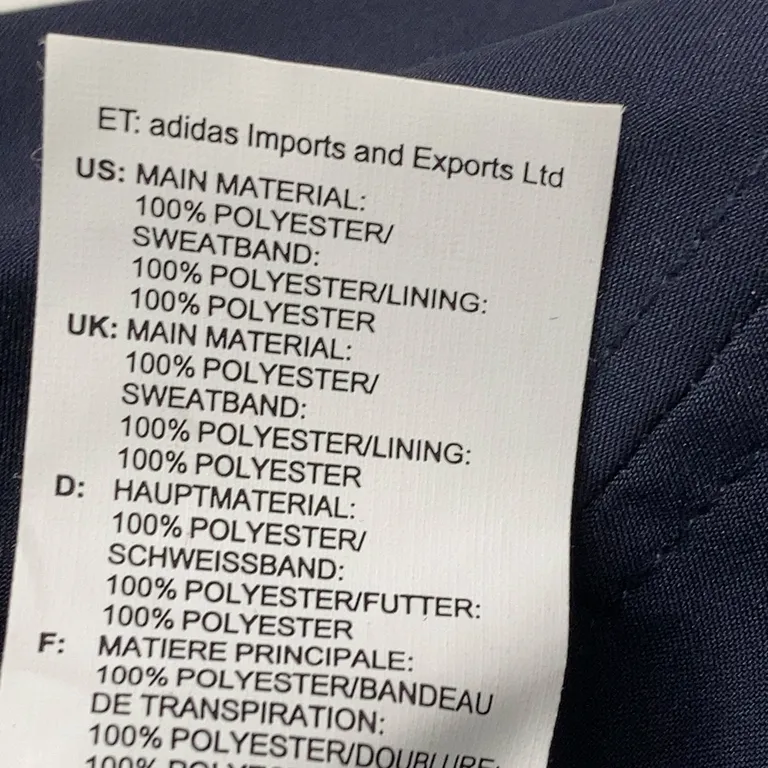 ET: adidas Imports and Exports Ltd
US: MAIN MATERIAL:
100% POLYESTER/
SWEATBAND:
100% POLYESTER/LINING:
100% POLYESTER
UK: MAIN MATERIAL:
100% POLYESTER/
SWEATBAND:
100% POLYESTER/LINING:
100% POLYESTER
D: HAUPTMATERIAL:
100% POLYESTER/
SCHWEISSBAND:
100% POLYESTER/FUTTER:
100% POLYESTER
F: MATIERE PRINCIPALE:
100% POLYESTER/BANDEAU
DE TRANSPIRATION:
100% POLYESTER/DOUBLURE:
100%